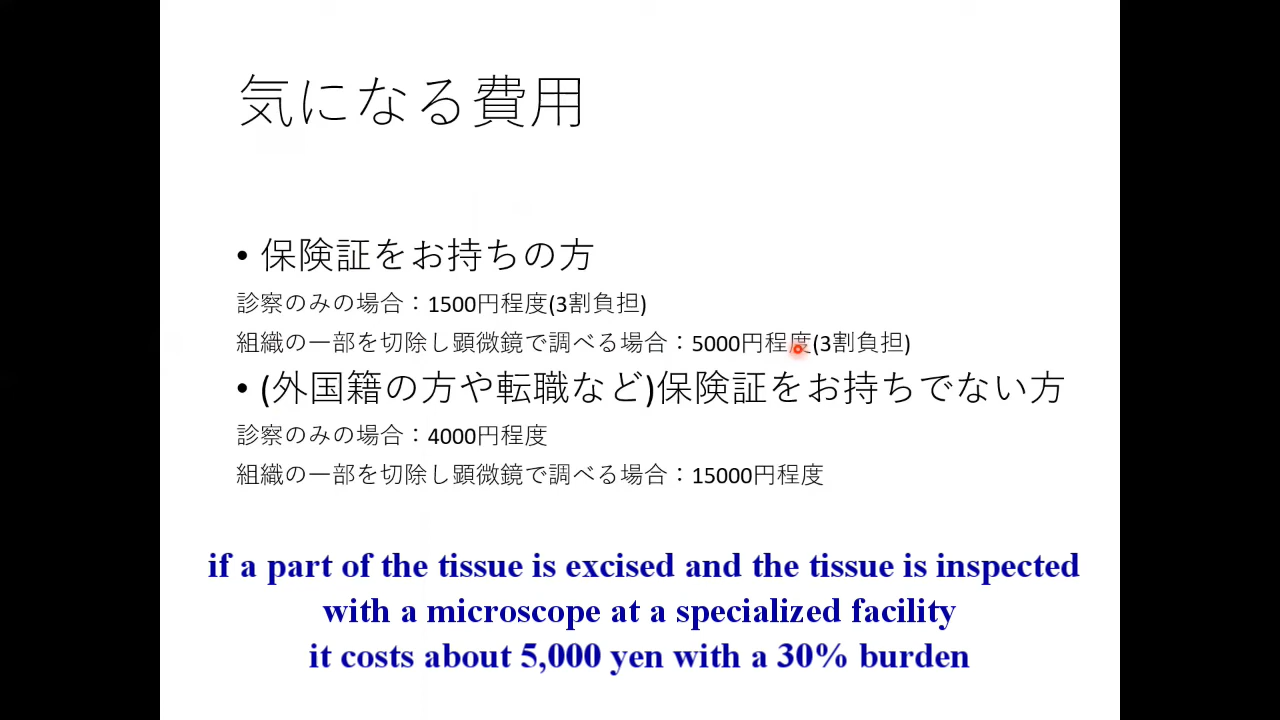 気になる費用
• 保険証をお持ちの方
診察のみの場合：1500円程度(3割負担)
組織の一部を切除し顕微鏡で調べる場合：5000円程度(3割負担)
• (外国籍の方や転職など)保険証をお持ちでない方
診察のみの場合：4000円程度
組織の一部を切除し顕微鏡で調べる場合：15000円程度
if a part of the tissue is excised and the tissue is inspected
with a microscope at a specialized facility
it costs about 5,000 yen with a 30% burden